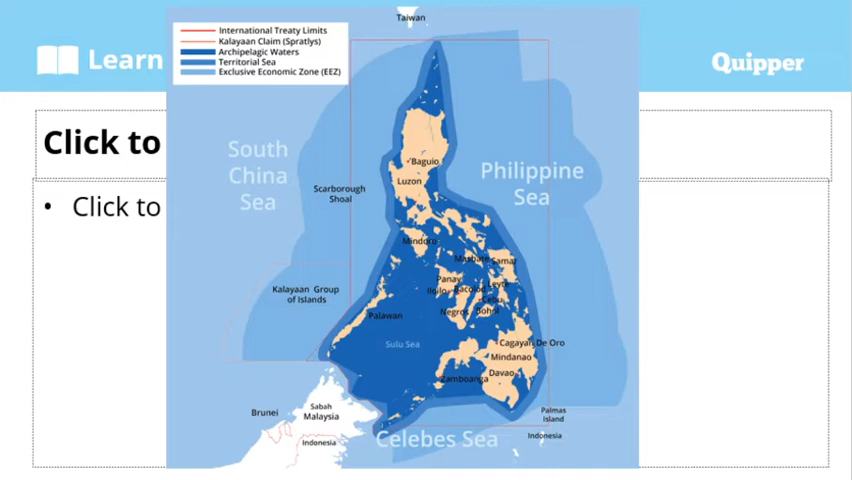 Taiwan
International Treaty Limits
Kalayaan Claim (Spratlys)
Archipelagic Waters
Territorial Sea
Exclusive Economic Zone (EEZ)
Learn
Quipper
Click to
Click to
South
China
Sea
Philippine
Sea
Baguio
Luzon
Scarborough
Shoal
Mindoro
Masbate
Samar
Panay
Leyte
Iloilo
Bacolod
Cebu
Negros
Bohol
Kalayaan Group
of Islands
Palawan
Sulu Sea
Cagayan De Oro
Mindanao
Davao
Zamboanga
Palmas
Island
Indonesia
Brunei
Sabah
Malaysia
Indonesia
Celebes Sea